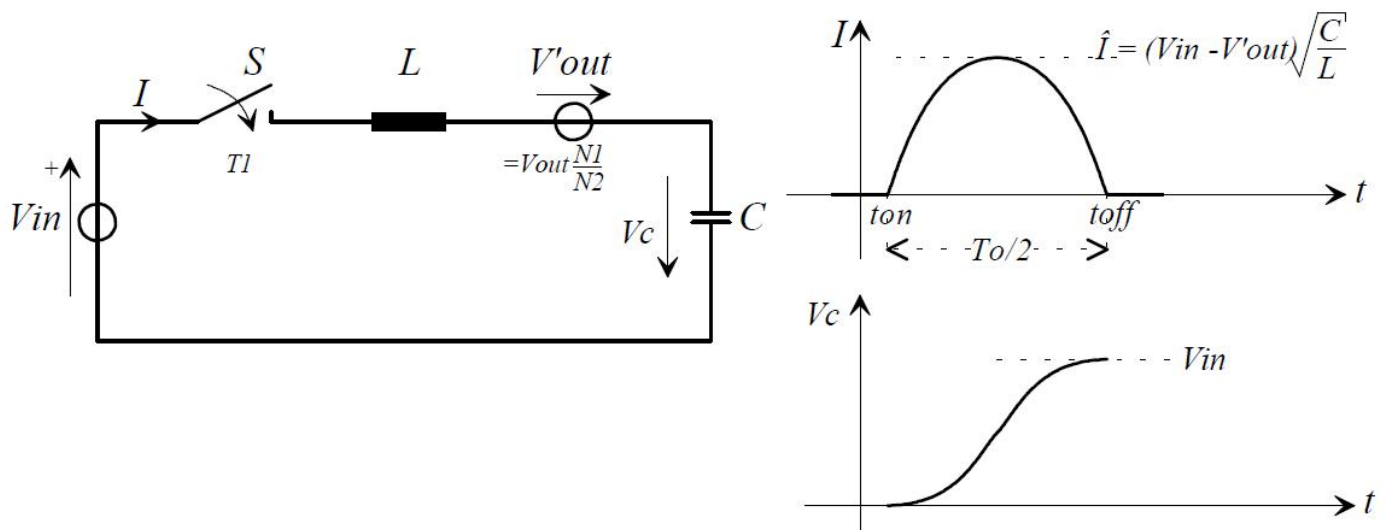 S
L
V'out
I
T1
=Vout N1/N2
+
Vin
Vc
C
I
Î = (Vin -V'out)√C/L
ton
toff
t
To/2
Vc
Vin
t